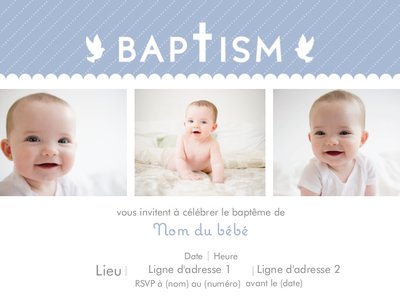 BAPTISM
vous invitent à célébrer le baptême de
Nom du bébé
Date | Heure
Lieu | Ligne d'adresse 1 | Ligne d'adresse 2
RSVP à (nom) au (numéro) avant le (date)